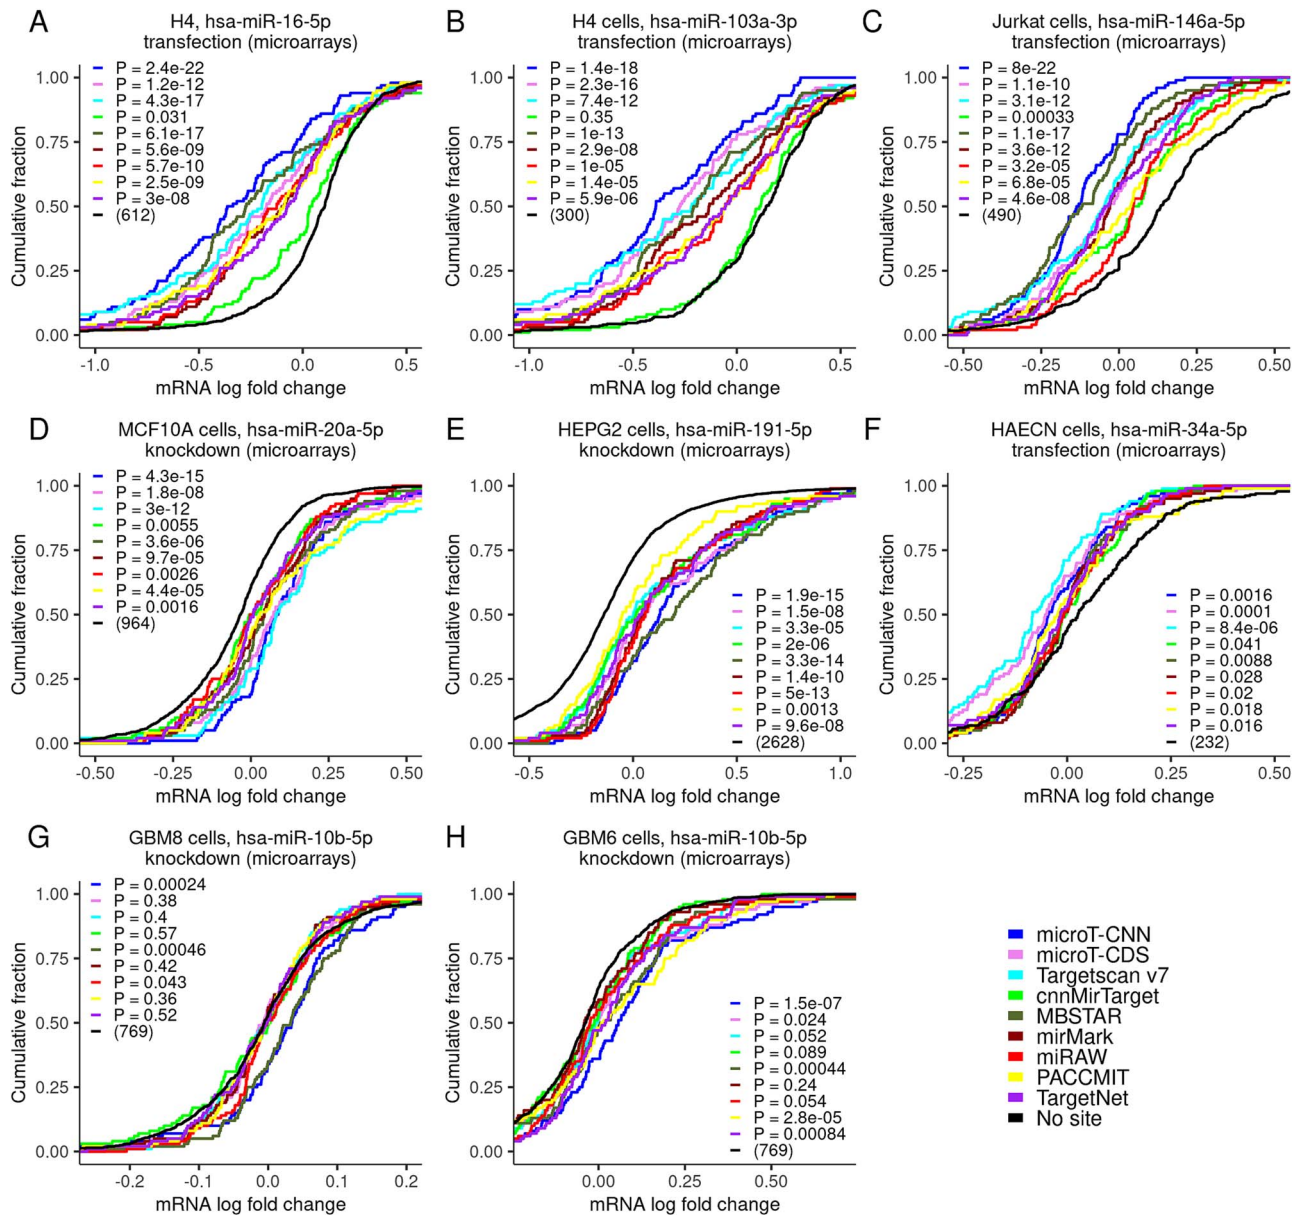 A
H4, hsa-miR-16-5p
transfection (microarrays)
P = 2.4e-22
P = 1.2e-12
P = 4.3e-17
P = 0.031
P = 6.1e-17
P = 5.6e-09
P = 5.7e-10
P = 2.5e-09
P = 3e-08
(612)
Cumulative fraction
1.00
0.75
0.50
0.25
0.00
-1.0 -0.5 0.0 0.5
mRNA log fold change
B
H4 cells, hsa-miR-103a-3p
transfection (microarrays)
P = 1.4e-18
P = 2.3e-16
P = 7.4e-12
P = 0.35
P = 1e-13
P = 2.9e-08
P = 1e-05
P = 1.4e-05
P = 5.9e-06
(300)
Cumulative fraction
1.00
0.75
0.50
0.25
0.00
-1.0 -0.5 0.0 0.5
mRNA log fold change
C
Jurkat cells, hsa-miR-146a-5p
transfection (microarrays)
P = 8e-22
P = 1.1e-10
P = 3.1e-12
P = 0.00033
P = 1.1e-17
P = 3.6e-12
P = 3.2e-05
P = 6.8e-05
P = 4.6e-08
(490)
Cumulative fraction
1.00
0.75
0.50
0.25
0.00
-0.50 -0.25 0.00 0.25 0.50
mRNA log fold change
D
MCF10A cells, hsa-miR-20a-5p
knockdown (microarrays)
P = 4.3e-15
P = 1.8e-08
P = 3e-12
P = 0.0055
P = 3.6e-06
P = 9.7e-05
P = 0.0026
P = 4.4e-05
P = 0.0016
(964)
Cumulative fraction
1.00
0.75
0.50
0.25
0.00
-0.50 -0.25 0.00 0.25 0.50
mRNA log fold change
E
HEPG2 cells, hsa-miR-191-5p
knockdown (microarrays)
P = 1.9e-15
P = 1.5e-08
P = 3.3e-05
P = 2e-06
P = 3.3e-14
P = 1.4e-10
P = 5e-13
P = 0.0013
P = 9.6e-08
(2628)
Cumulative fraction
1.00
0.75
0.50
0.25
0.00
-0.5 0.0 0.5 1.0
mRNA log fold change
F
HAECN cells, hsa-miR-34a-5p
transfection (microarrays)
P = 0.0016
P = 0.0001
P = 8.4e-06
P = 0.041
P = 0.0088
P = 0.028
P = 0.02
P = 0.018
P = 0.016
(232)
Cumulative fraction
1.00
0.75
0.50
0.25
0.00
-0.25 0.00 0.25 0.50
mRNA log fold change
G
GBM8 cells, hsa-miR-10b-5p
knockdown (microarrays)
P = 0.00024
P = 0.38
P = 0.4
P = 0.57
P = 0.00046
P = 0.42
P = 0.043
P = 0.36
P = 0.52
(769)
Cumulative fraction
1.00
0.75
0.50
0.25
0.00
-0.2 -0.1 0.0 0.1 0.2
mRNA log fold change
H
GBM6 cells, hsa-miR-10b-5p
knockdown (microarrays)
P = 1.5e-07
P = 0.024
P = 0.052
P = 0.089
P = 0.00044
P = 0.24
P = 0.054
P = 2.8e-05
P = 0.00084
(769)
Cumulative fraction
1.00
0.75
0.50
0.25
0.00
0.00 0.25 0.50
mRNA log fold change
microT-CNN
microT-CDS
Targetscan v7
cnnMirTarget
MBSTAR
mirMark
miRAW
PACCMIT
TargetNet
No site